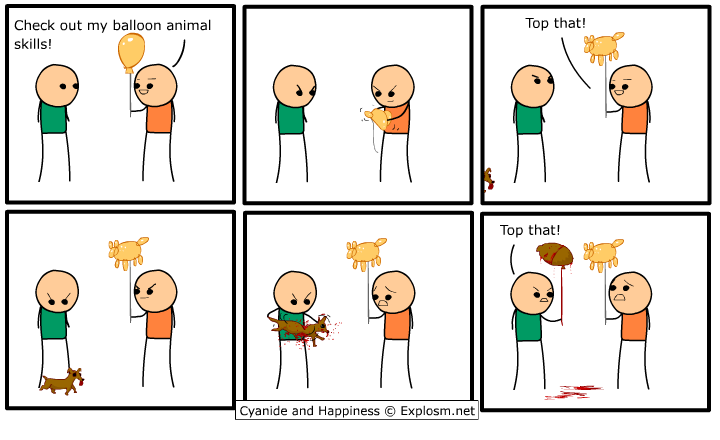 Check out my balloon animal
skills!
Top that!
Top that!
Cyanide and Happiness © Explosm.net